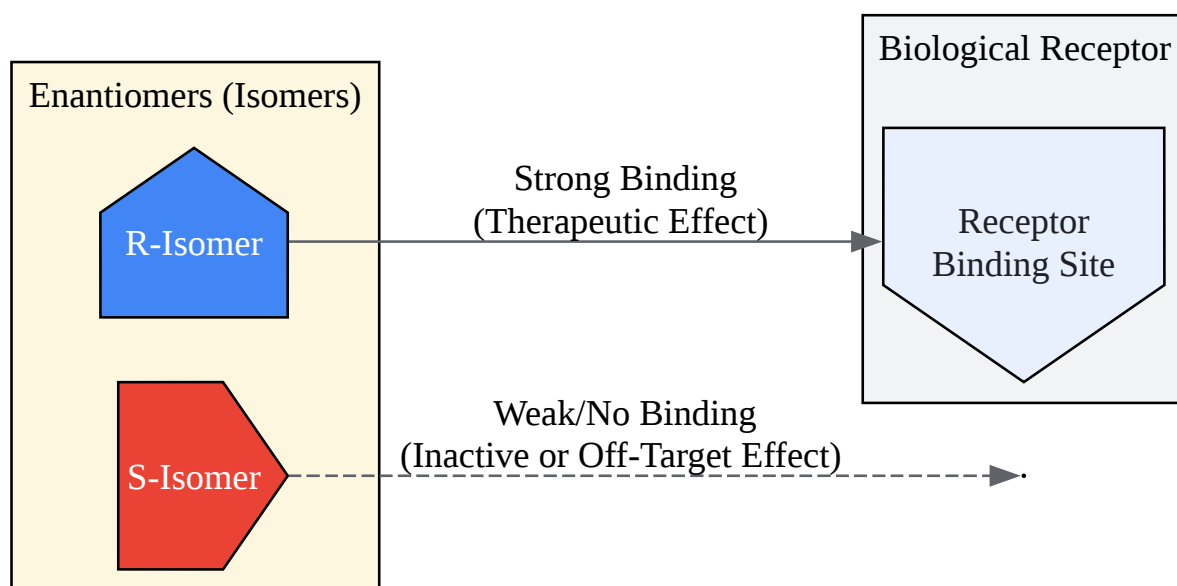 Enantiomers (Isomers)
R-Isomer
S-Isomer
Strong Binding
(Therapeutic Effect)
Weak/No Binding
(Inactive or Off-Target Effect)
Biological Receptor
Receptor
Binding Site